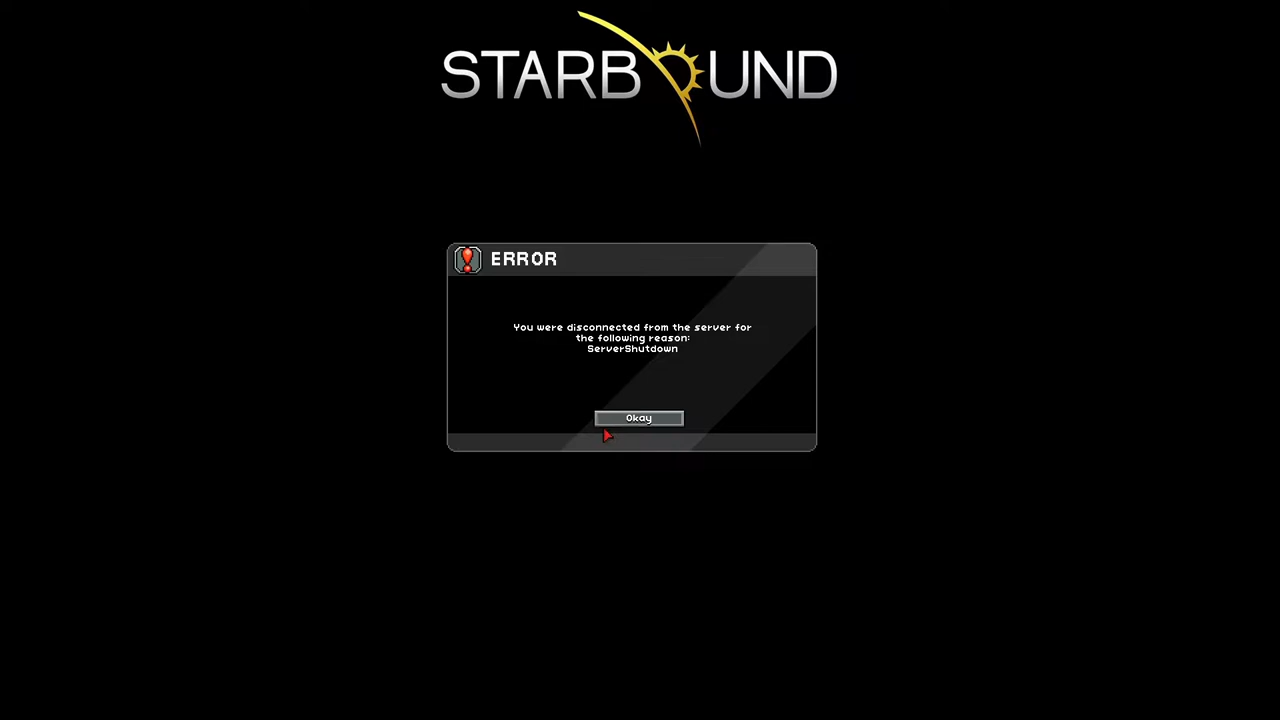 STARBOUND
ERROR
You were disconnected from the server for
the following reason:
ServerShutdown
Okay